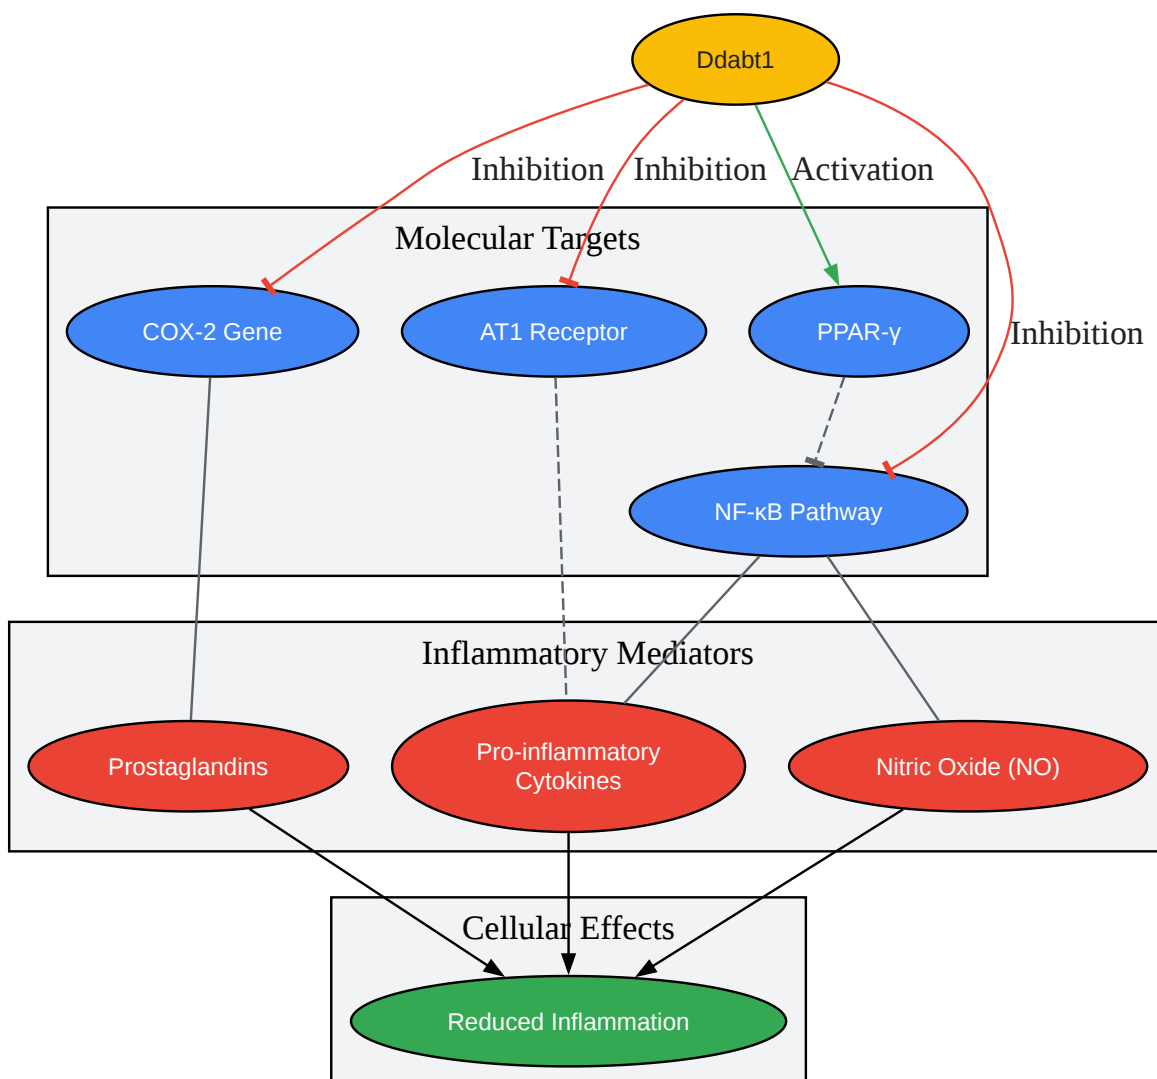 Ddabt1
Inhibition
Inhibition
Activation
Molecular Targets
COX-2 Gene
AT1 Receptor
PPAR-γ
Inhibition
NF-κB Pathway
Inflammatory Mediators
Prostaglandins
Pro-inflammatory
Cytokines
Nitric Oxide (NO)
Cellular Effects
Reduced Inflammation